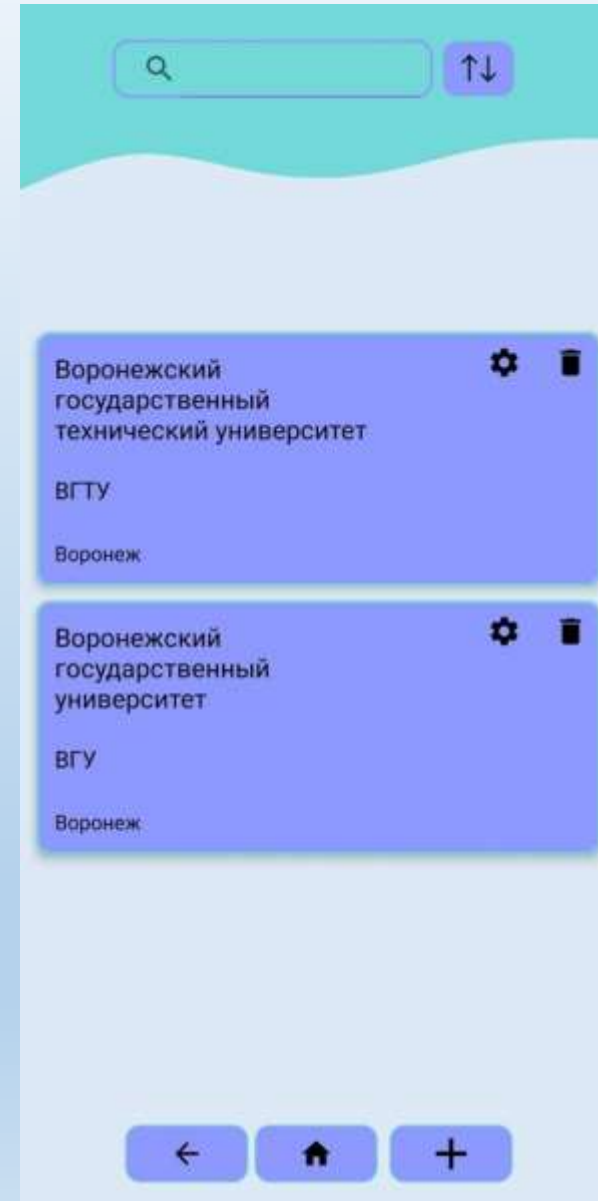 Воронежский
государственный
технический университет
ВГТУ
Воронеж
Воронежский
государственный
университет
ВГУ
Воронеж